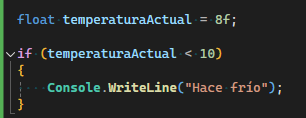 float temperaturaActual = 8f;
if (temperaturaActual < 10)
{
    Console.WriteLine("Hace frío");
}